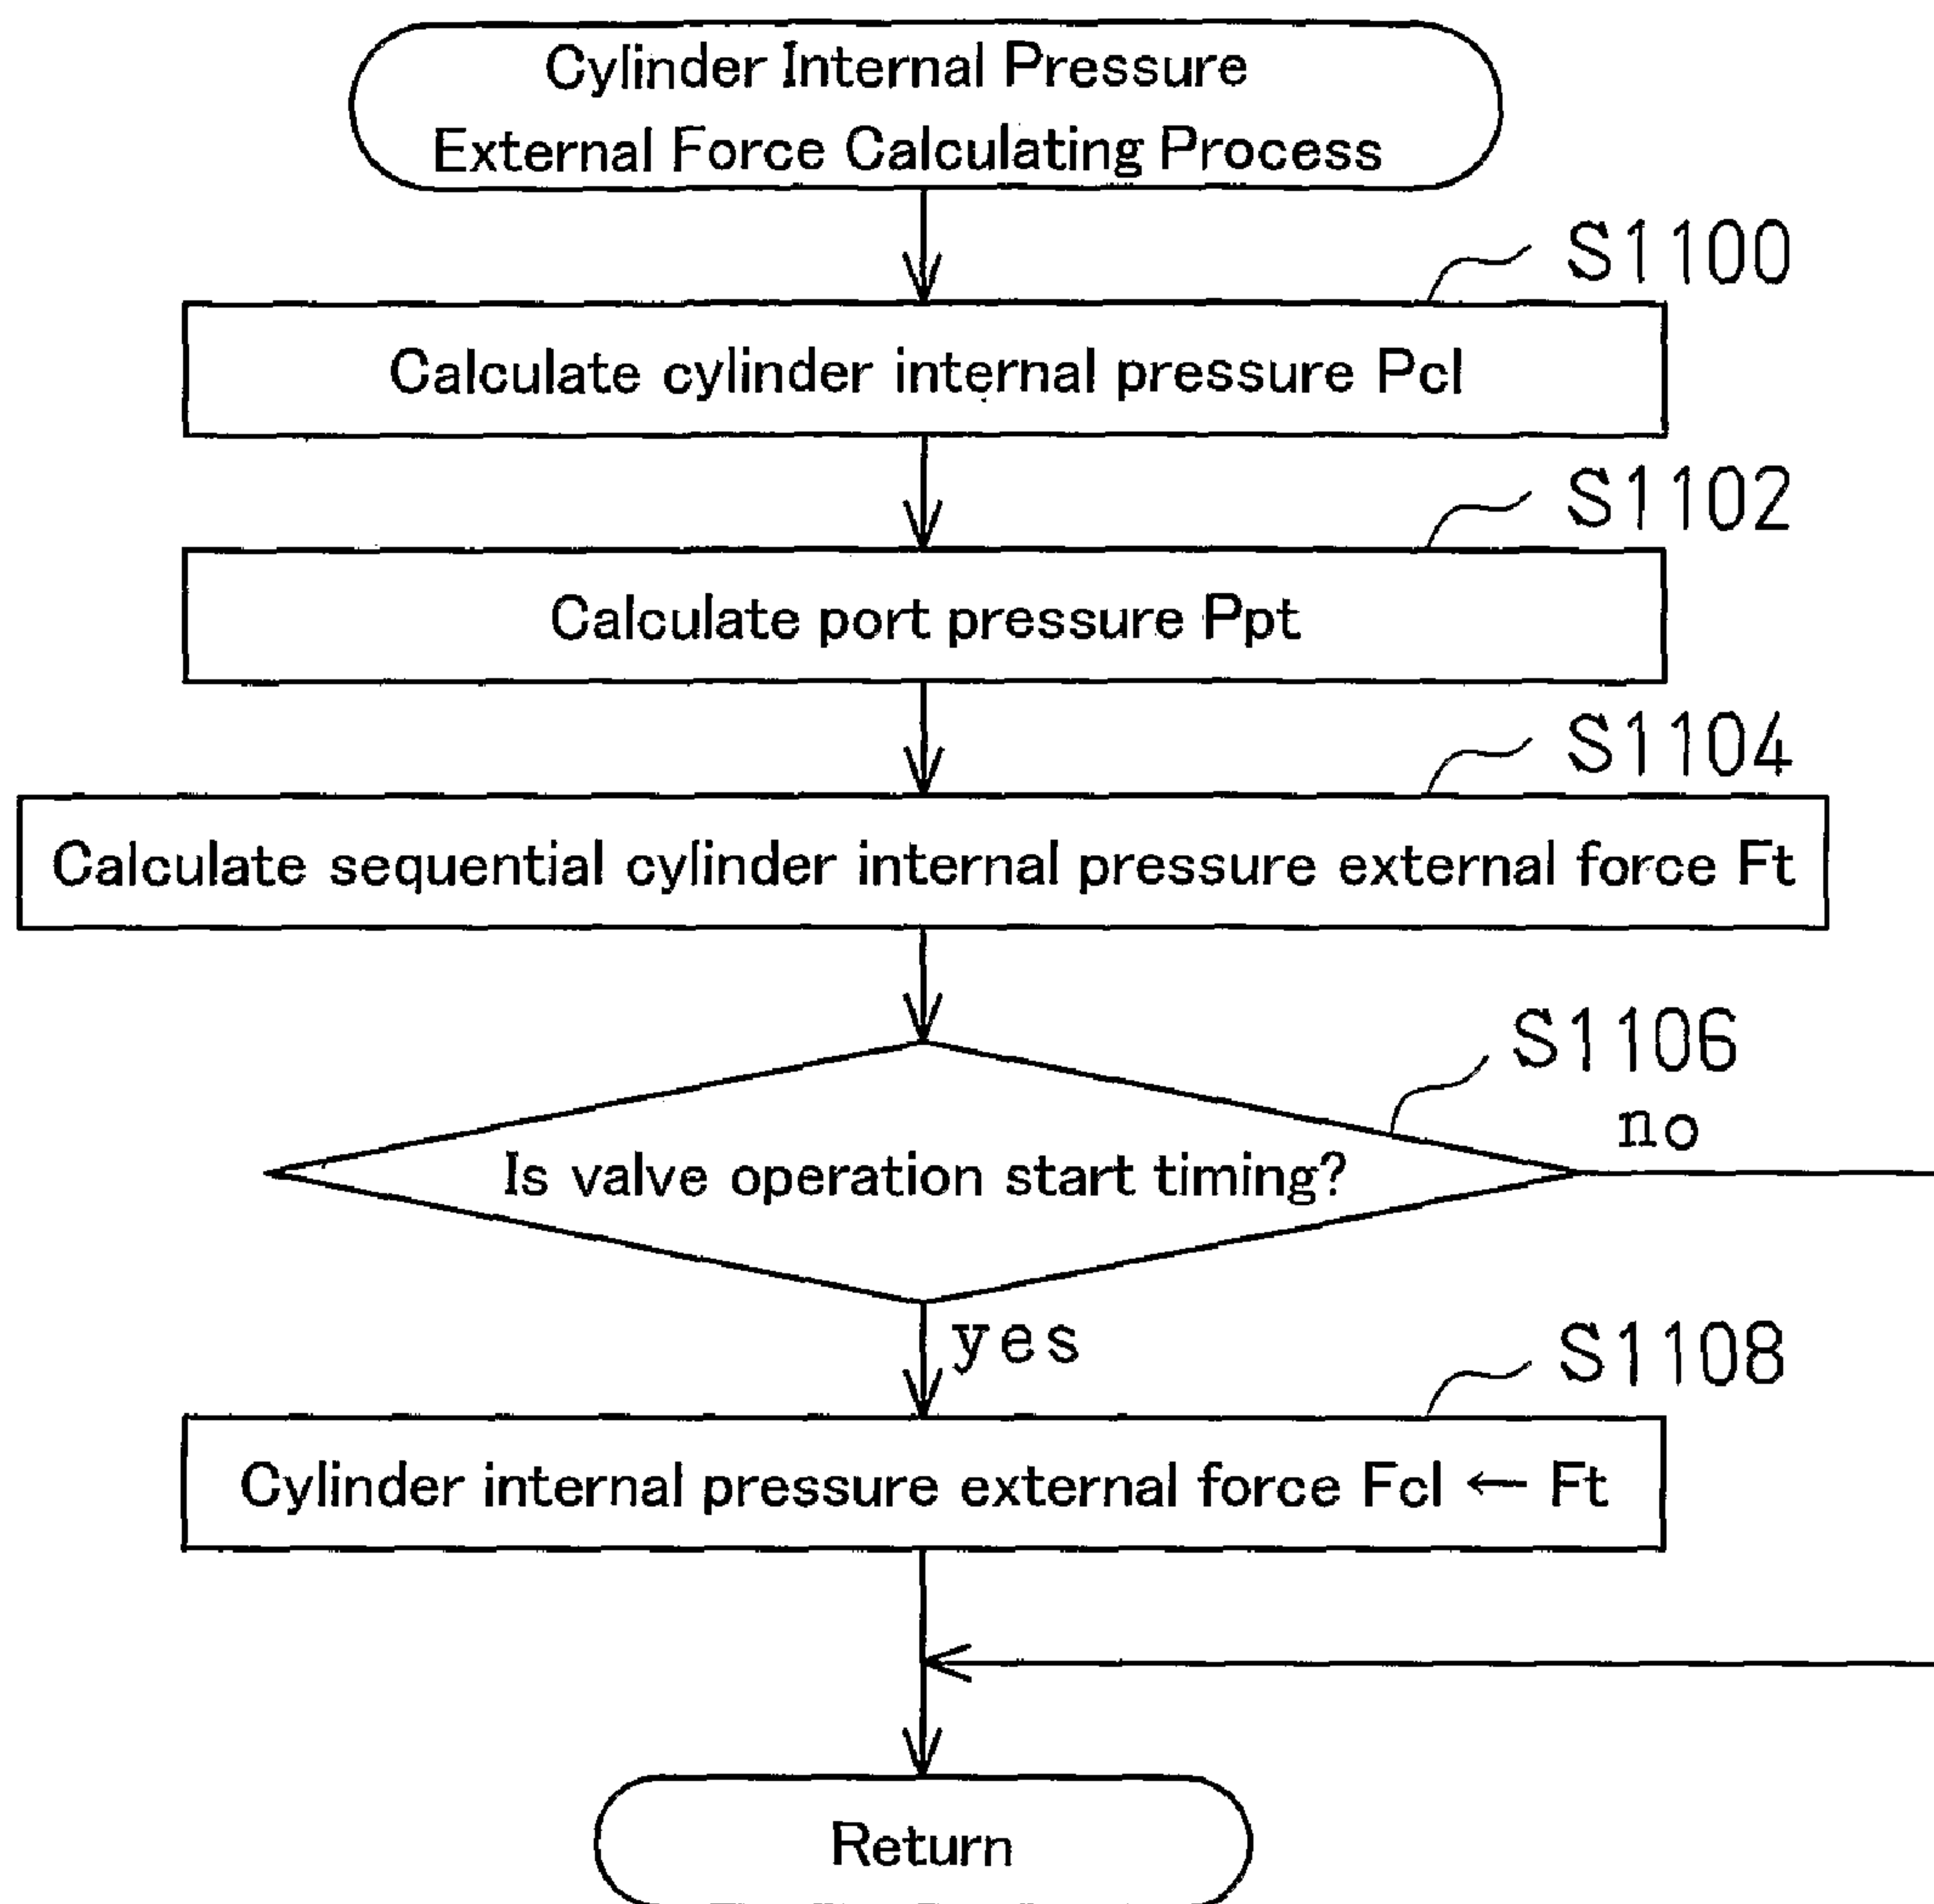 Cylinder Internal Pressure
External Force Calculating Process
S1100
Calculate cylinder internal pressure Pcl
S1102
Calculate port pressure Ppt
S1104
Calculate sequential cylinder internal pressure external force Ft
S1106
no
Is valve operation start timing?
yes
S1108
Cylinder internal pressure external force Fcl ← Ft
Return